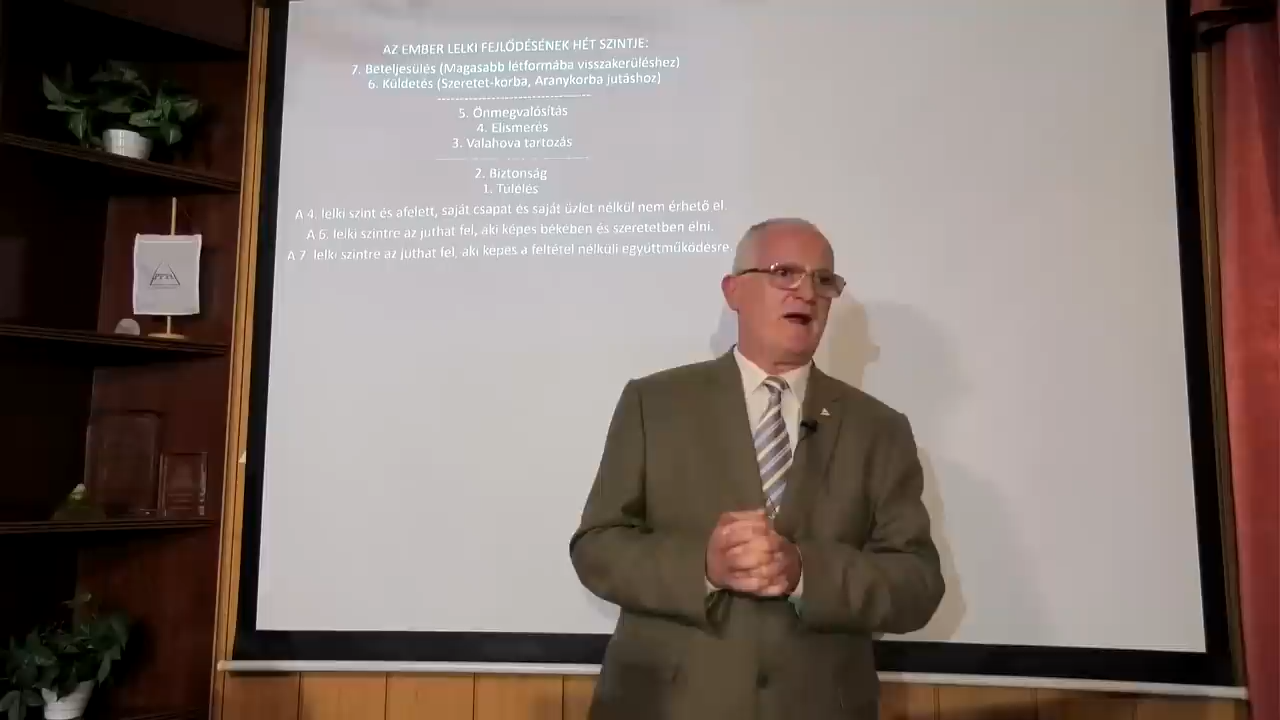 AZ EMBER LELKI FEJLŐDÉSÉNEK HÉT SZINTJE:
7. Beteljesülés (Magasabb létformába visszakerüléshez)
6. Küldetés (Szeretet-korba, Aranykorba jutáshoz)
5. Önmegvalósítás
4. Elismerés
3. Valahova tartozás
2. Biztonság
1. Túlélés
A 4. lelki szint és afelett, saját csapat és saját üzlet nélkül nem érhető el.
A 6. lelki szintre az juthat fel, aki képes békében és szeretetben élni.
A 7. lelki szintre az juthat fel, aki képes a feltétel nélküli együttműködésre.